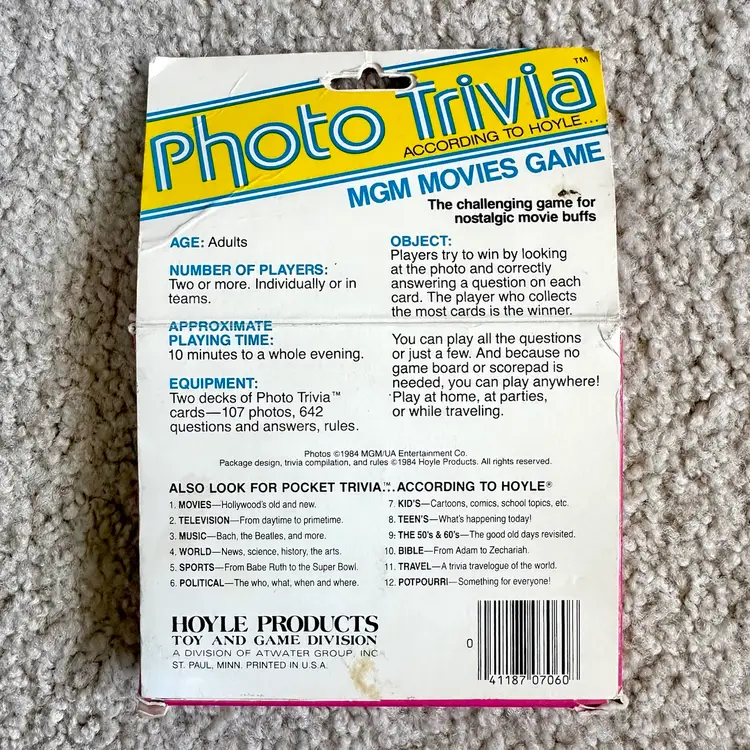 Photo Trivia™
ACCORDING TO HOYLE...
MGM MOVIES GAME
The challenging game for
nostalgic movie buffs
AGE: Adults
NUMBER OF PLAYERS:
Two or more. Individually or in
teams.
APPROXIMATE
PLAYING TIME:
10 minutes to a whole evening.
EQUIPMENT:
Two decks of Photo Trivia™
cards—107 photos, 642
questions and answers, rules.
OBJECT:
Players try to win by looking
at the photo and correctly
answering a question on each
card. The player who collects
the most cards is the winner.
You can play all the questions
or just a few. And because no
game board or scorepad is
needed, you can play anywhere!
Play at home, at parties,
or while traveling.
Photos ©1984 MGM/UA Entertainment Co.
Package design, trivia compilation, and rules ©1984 Hoyle Products. All rights reserved.
ALSO LOOK FOR POCKET TRIVIA™...ACCORDING TO HOYLE®
1. MOVIES—Hollywood's old and new.
2. TELEVISION—From daytime to primetime.
3. MUSIC—Bach, the Beatles, and more.
4. WORLD—News, science, history, the arts.
5. SPORTS—From Babe Ruth to the Super Bowl.
6. POLITICAL—The who, what, when and where.
7. KID'S—Cartoons, comics, school topics, etc.
8. TEEN'S—What's happening today!
9. THE 50's & 60's—The good old days revisited.
10. BIBLE—From Adam to Zechariah.
11. TRAVEL—A trivia travelogue of the world.
12. POTPOURRI—Something for everyone!
HOYLE PRODUCTS
TOY AND GAME DIVISION
A DIVISION OF ATWATER GROUP, INC
ST. PAUL, MINN. PRINTED IN U.S.A.
0 41187 07060